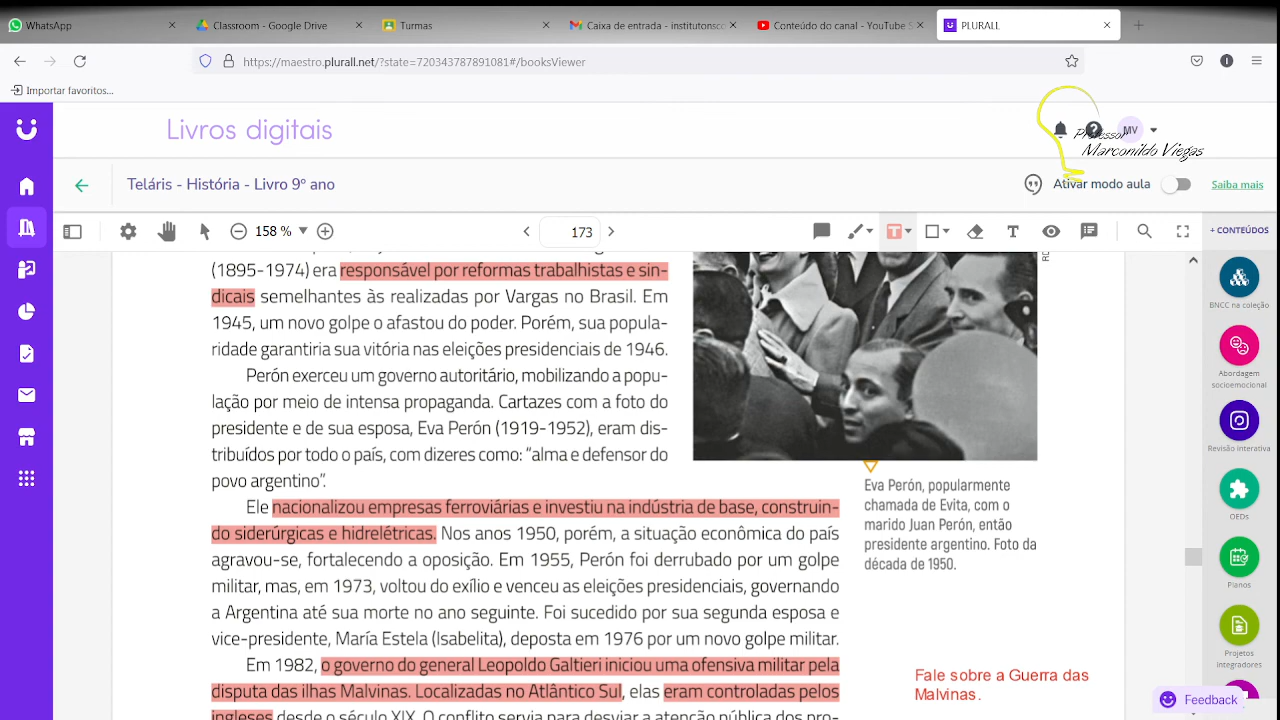 WhatsApp
Classroom - Google Drive
Turmas
Caixa de entrada - institutonsco
Conteúdo do canal - YouTube S
PLURALL
https://maestro.plurall.net/?state=720343787891081#/booksViewer
Importar favoritos...
Livros digitais
MV
Professor
Marconildo Viegas
Teláris - História - Livro 9º ano
Ativar modo aula
Saiba mais
158 %
173
+ CONTEÚDOS
(1895-1974) era responsável por reformas trabalhistas e sin-
dicais semelhantes às realizadas por Vargas no Brasil. Em
1945, um novo golpe o afastou do poder. Porém, sua popula-
ridade garantiria sua vitória nas eleições presidenciais de 1946.
Perón exerceu um governo autoritário, mobilizando a popu-
lação por meio de intensa propaganda. Cartazes com a foto do
presidente e de sua esposa, Eva Perón (1919-1952), eram dis-
tribuídos por todo o país, com dizeres como: “alma e defensor do
povo argentino”.
Ele nacionalizou empresas ferroviárias e investiu na indústria de base, construin-
do siderúrgicas e hidrelétricas. Nos anos 1950, porém, a situação econômica do país
agravou-se, fortalecendo a oposição. Em 1955, Perón foi derrubado por um golpe
militar, mas, em 1973, voltou do exílio e venceu as eleições presidenciais, governando
a Argentina até sua morte no ano seguinte. Foi sucedido por sua segunda esposa e
vice-presidente, María Estela (Isabelita), deposta em 1976 por um novo golpe militar.
Em 1982, o governo do general Leopoldo Galtieri iniciou uma ofensiva militar pela
disputa das ilhas Malvinas. Localizadas no Atlântico Sul, elas eram controladas pelos
ingleses desde o século XIX. O conflito servia para desviar a atenção pública dos pro-
Eva Perón, popularmente
chamada de Evita, com o
marido Juan Perón, então
presidente argentino. Foto da
década de 1950.
Fale sobre a Guerra das
Malvinas.
BNCC na coleção
Abordagem
socioemocional
Revisão interativa
OEDs
Planos
Projetos
integradores
Feedback